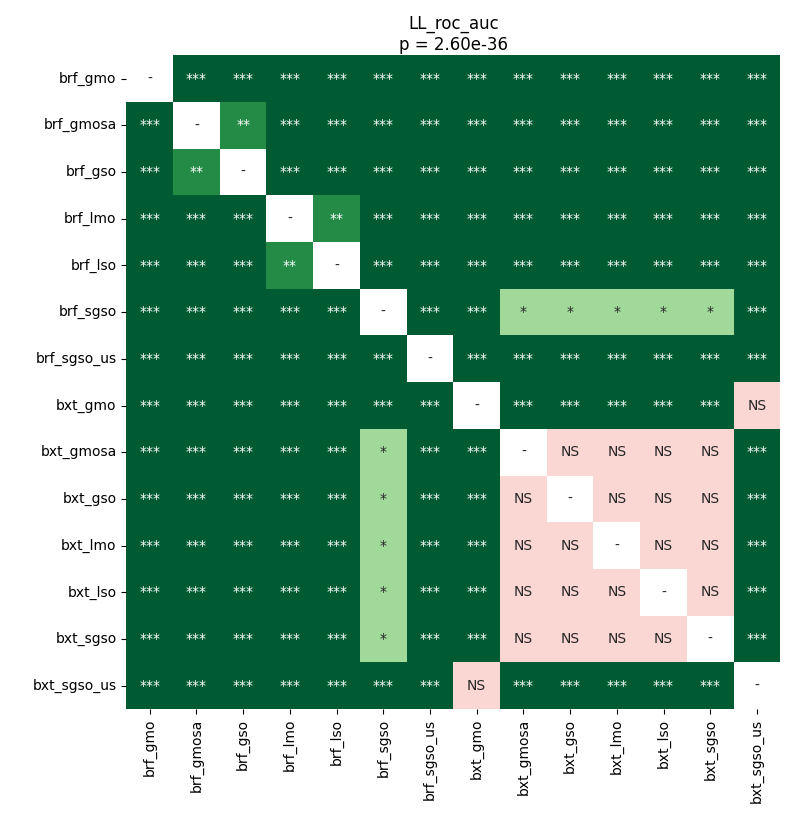 LL_roc_auc
p = 2.60e-36
brf_gmo - *** *** *** *** *** *** *** *** *** *** *** *** ***
brf_gmosa *** - ** *** *** *** *** *** *** *** *** *** *** ***
brf_gso *** ** - *** *** *** *** *** *** *** *** *** *** ***
brf_lmo *** *** *** - ** *** *** *** *** *** *** *** *** ***
brf_lso *** *** *** ** - *** *** *** *** *** *** *** *** ***
brf_sgso *** *** *** *** *** - *** *** * * * * * ***
brf_sgso_us *** *** *** *** *** *** - *** *** *** *** *** *** ***
bxt_gmo *** *** *** *** *** *** *** - *** *** *** *** *** NS
bxt_gmosa *** *** *** *** *** * *** *** - NS NS NS NS ***
bxt_gso *** *** *** *** *** * *** *** NS - NS NS NS ***
bxt_lmo *** *** *** *** *** * *** *** NS NS - NS NS ***
bxt_lso *** *** *** *** *** * *** *** NS NS NS - NS ***
bxt_sgso *** *** *** *** *** * *** *** NS NS NS NS - ***
bxt_sgso_us *** *** *** *** *** *** *** NS *** *** *** *** *** -
brf_gmo brf_gmosa brf_gso brf_lmo brf_lso brf_sgso brf_sgso_us bxt_gmo bxt_gmosa bxt_gso bxt_lmo bxt_lso bxt_sgso bxt_sgso_us